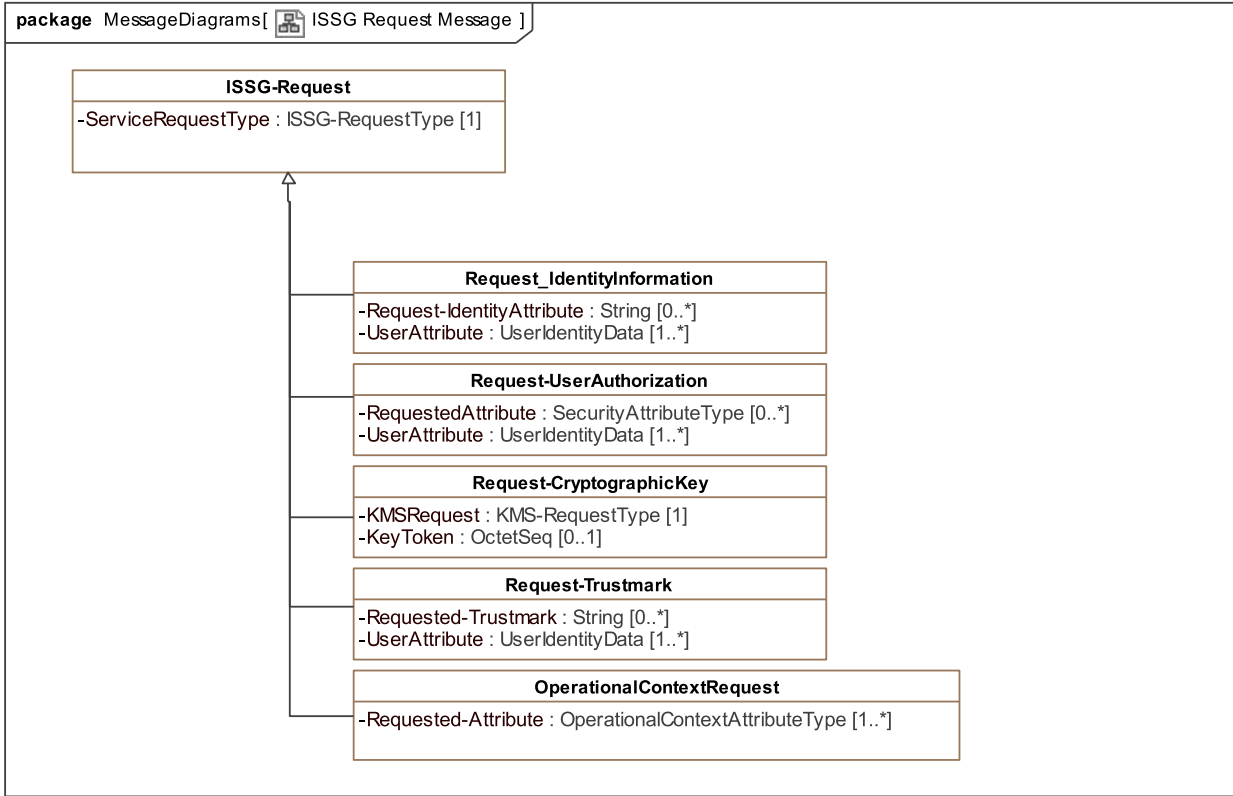 package MessageDiagrams[ ISSG Request Message ]
ISSG-Request
-ServiceRequestType : ISSG-RequestType [1]
Request_IdentityInformation
-Request-IdentityAttribute : String [0..*]
-UserAttribute : UserIdentityData [1..*]
Request-UserAuthorization
-RequestedAttribute : SecurityAttributeType [0..*]
-UserAttribute : UserIdentityData [1..*]
Request-CryptographicKey
-KMSRequest : KMS-RequestType [1]
-KeyToken : OctetSeq [0..1]
Request-Trustmark
-Requested-Trustmark : String [0..*]
-UserAttribute : UserIdentityData [1..*]
OperationalContextRequest
-Requested-Attribute : OperationalContextAttributeType [1..*]